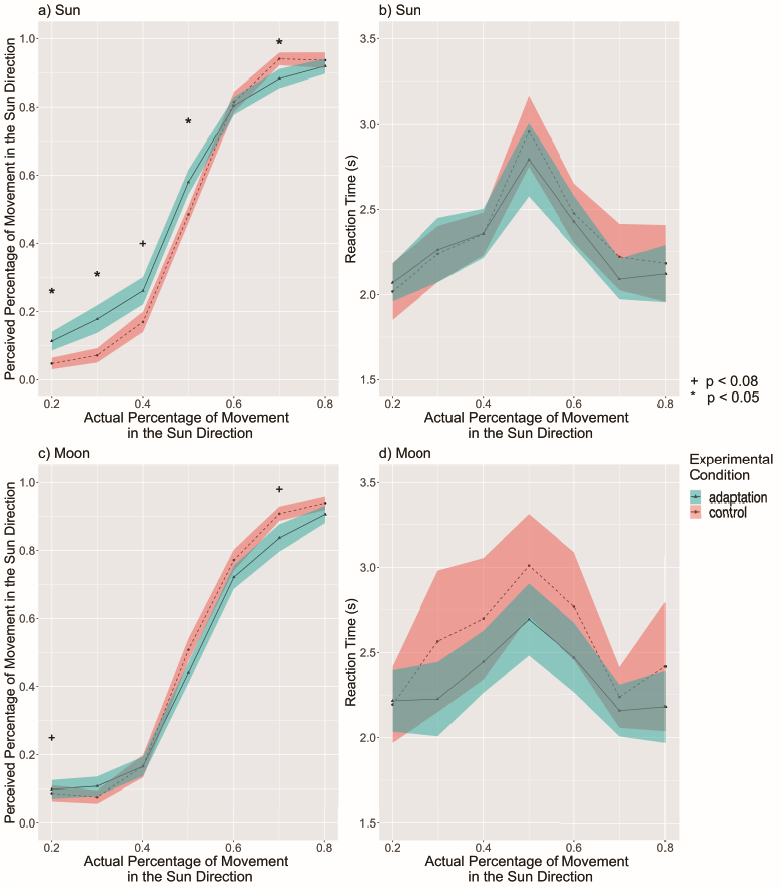 a) Sun
Perceived Percentage of Movement in the Sun Direction
1.0
0.8
0.6
0.4
0.2
0.0
0.2 0.4 0.6 0.8
Actual Percentage of Movement
in the Sun Direction
b) Sun
Reaction Time (s)
3.5
3.0
2.5
2.0
1.5
0.2 0.4 0.6 0.8
Actual Percentage of Movement
in the Sun Direction
+ p < 0.08
* p < 0.05
c) Moon
Perceived Percentage of Movement in the Sun Direction
1.0
0.8
0.6
0.4
0.2
0.0
0.2 0.4 0.6 0.8
Actual Percentage of Movement
in the Sun Direction
d) Moon
Reaction Time (s)
3.5
3.0
2.5
2.0
1.5
0.2 0.4 0.6 0.8
Actual Percentage of Movement
in the Sun Direction
Experimental
Condition
adaptation
control